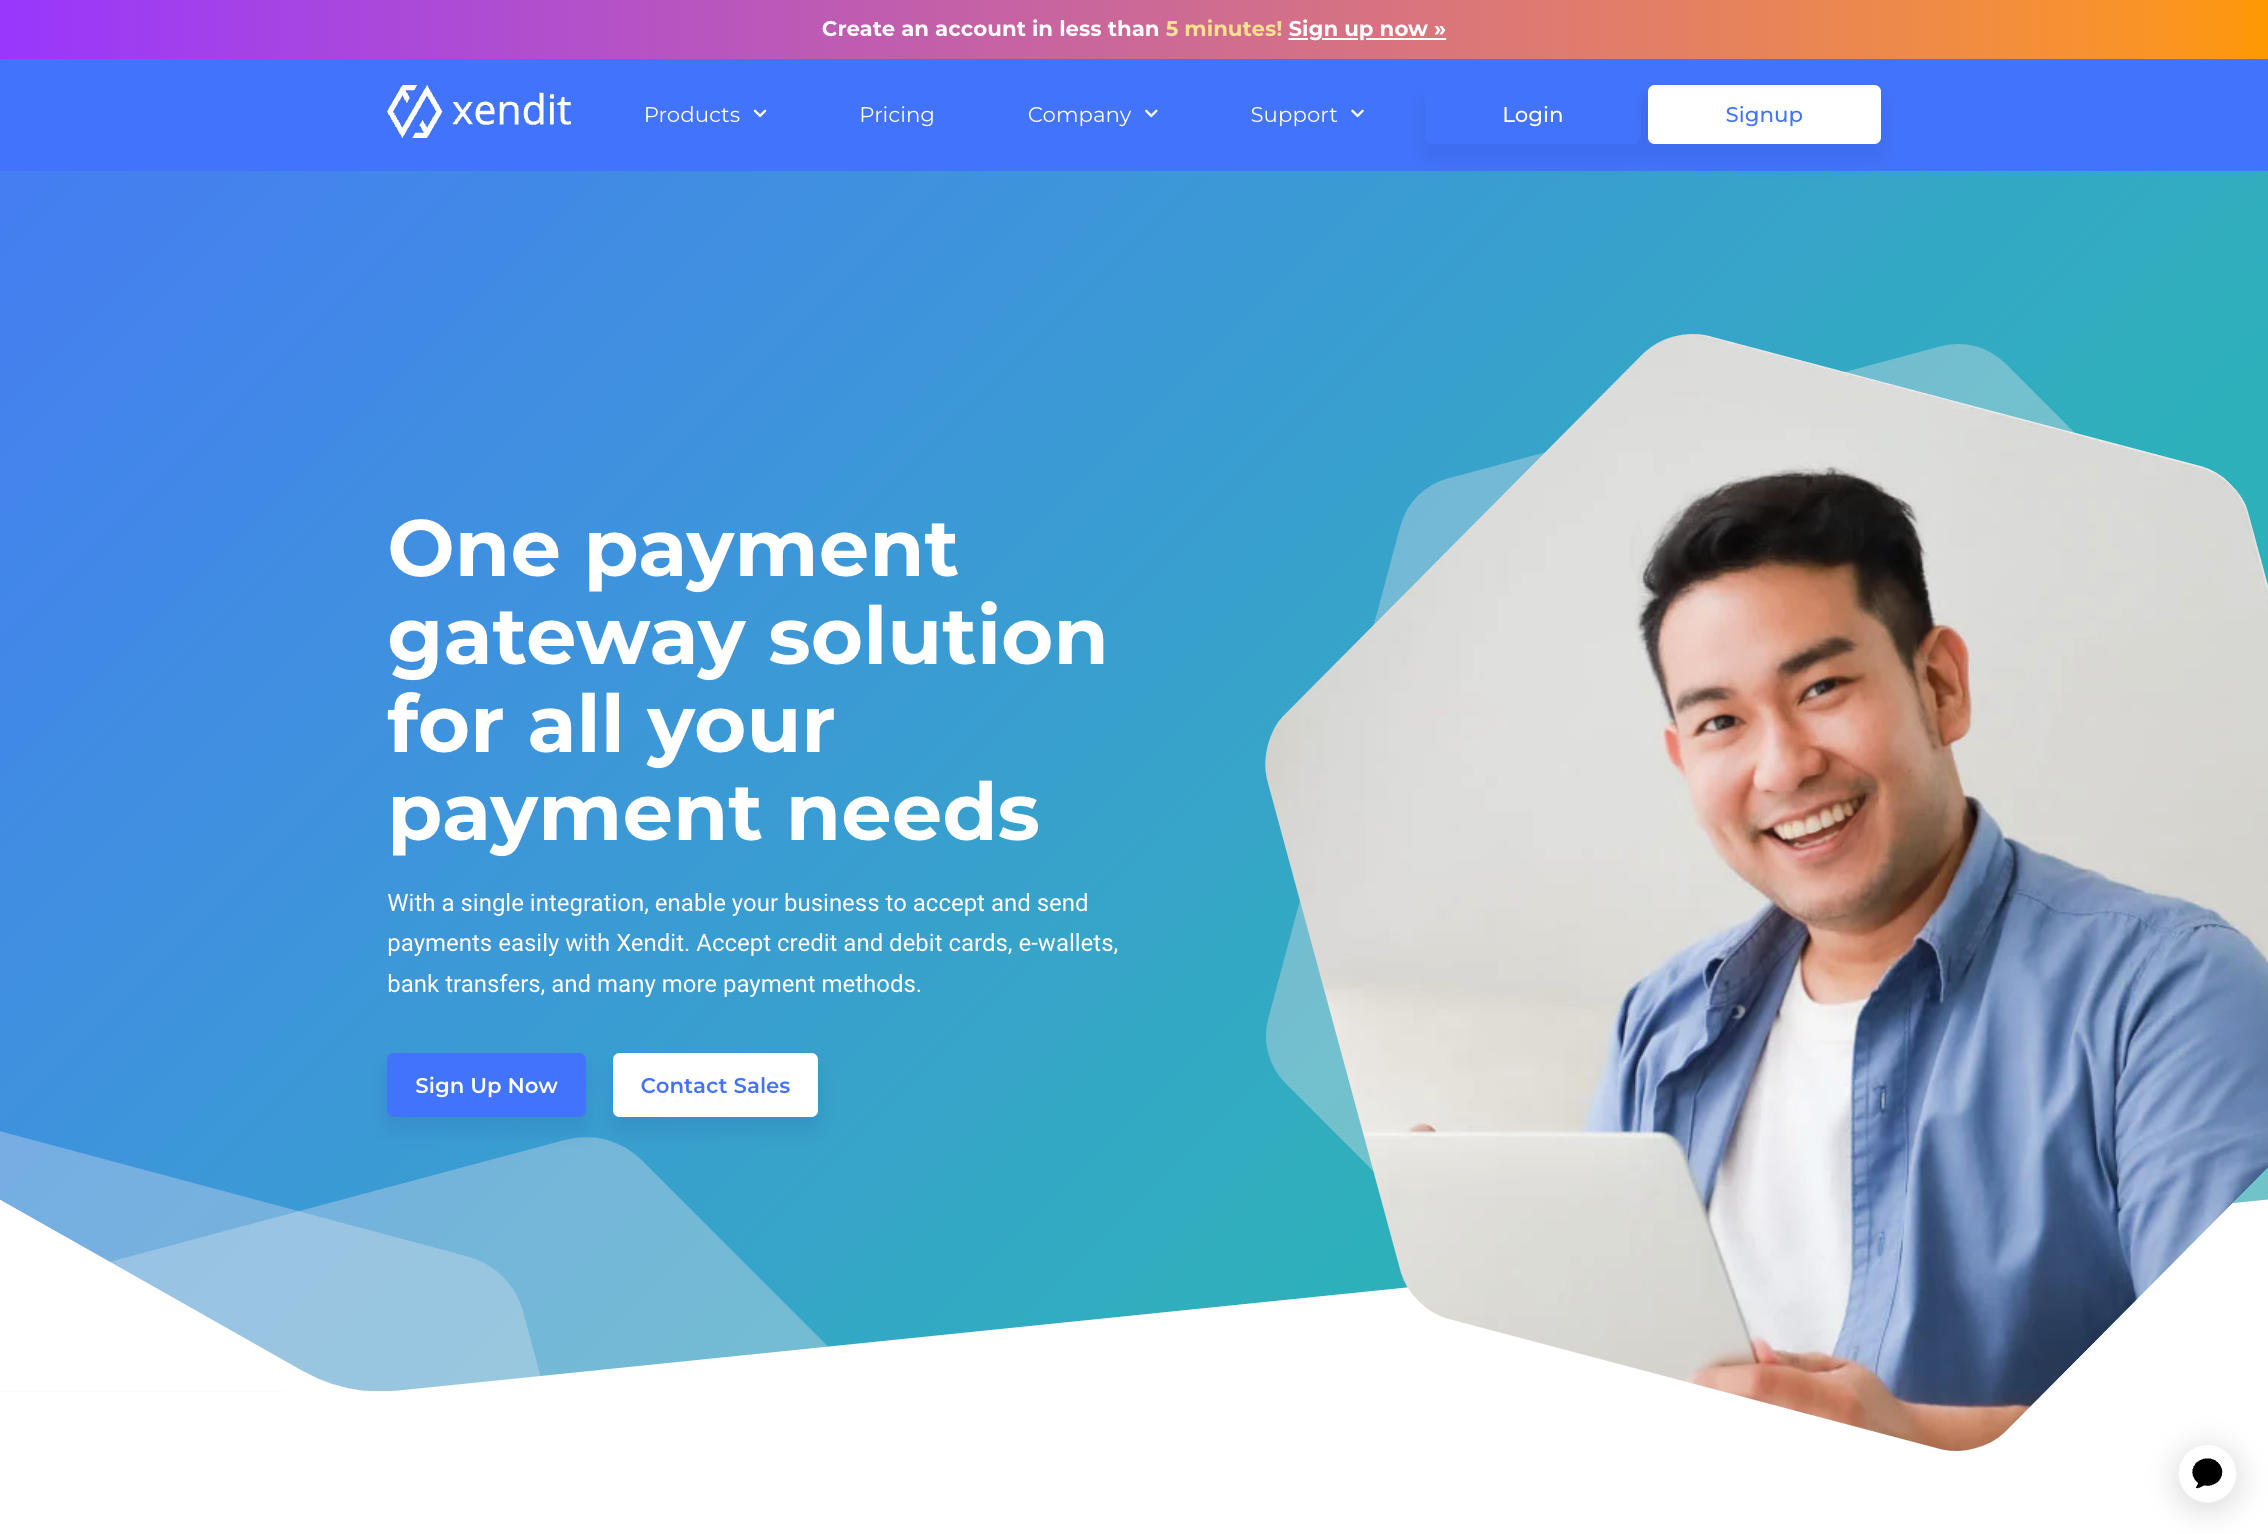 Create an account in less than 5 minutes! Sign up now »
xendit
Products
Pricing
Company
Support
Login
Signup
One payment
gateway solution
for all your
payment needs
With a single integration, enable your business to accept and send
payments easily with Xendit. Accept credit and debit cards, e-wallets,
bank transfers, and many more payment methods.
Sign Up Now
Contact Sales